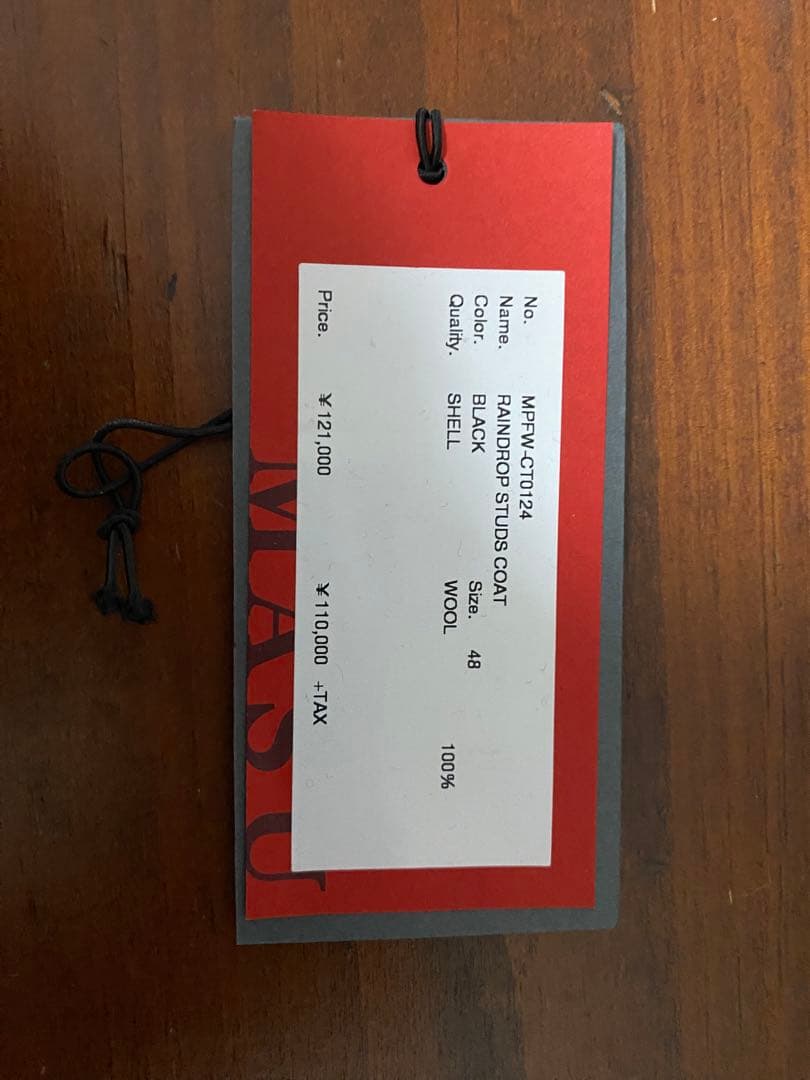 No. MPFW-CT0124
Name. RAINDROP STUDS COAT
Color. BLACK Size. 48
Quality. SHELL WOOL 100%
Price. ¥121,000 ¥110,000 +TAX
MASU